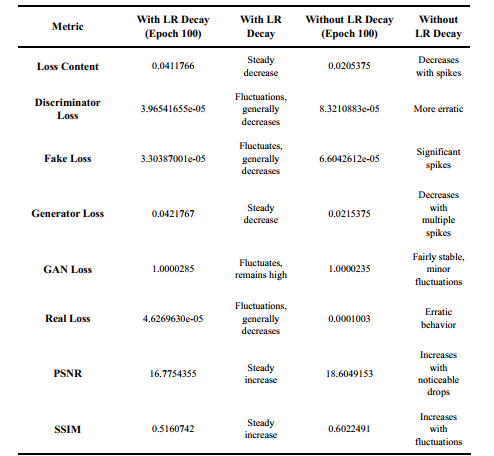 Metric With LR Decay (Epoch 100) With LR Decay Without LR Decay (Epoch 100) Without LR Decay
Loss Content 0.0411766 Steady decrease 0.0205375 Decreases with spikes
Discriminator Loss 3.96541655e-05 Fluctuations, generally decreases 8.3210883e-05 More erratic
Fake Loss 3.30387001e-05 Fluctuates, generally decreases 6.6042612e-05 Significant spikes
Generator Loss 0.0421767 Steady decrease 0.0215375 Decreases with multiple spikes
GAN Loss 1.0000285 Fluctuates, remains high 1.0000235 Fairly stable, minor fluctuations
Real Loss 4.6269630e-05 Fluctuations, generally decreases 0.0001003 Erratic behavior
PSNR 16.7754355 Steady increase 18.6049153 Increases with noticeable drops
SSIM 0.5160742 Steady increase 0.6022491 Increases with fluctuations